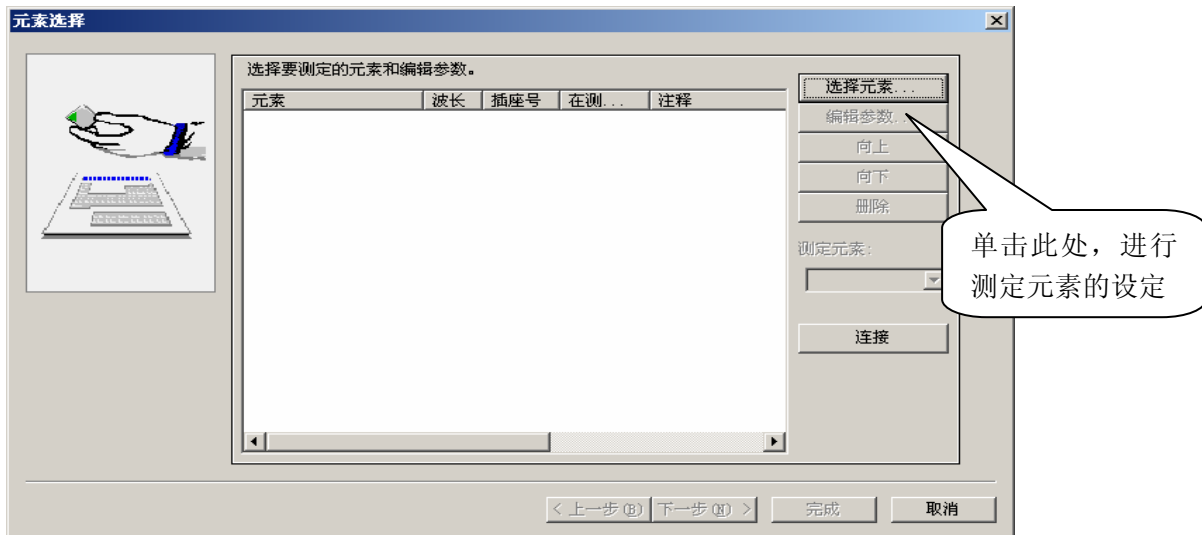 元素选择
选择要测定的元素和编辑参数。
元素 波长 插座号 在测... 注释
选择元素...
编辑参数...
向上
向下
删除
测定元素:
连接
单击此处，进行
测定元素的设定
< 上一步(B) 下一步(N) > 完成 取消